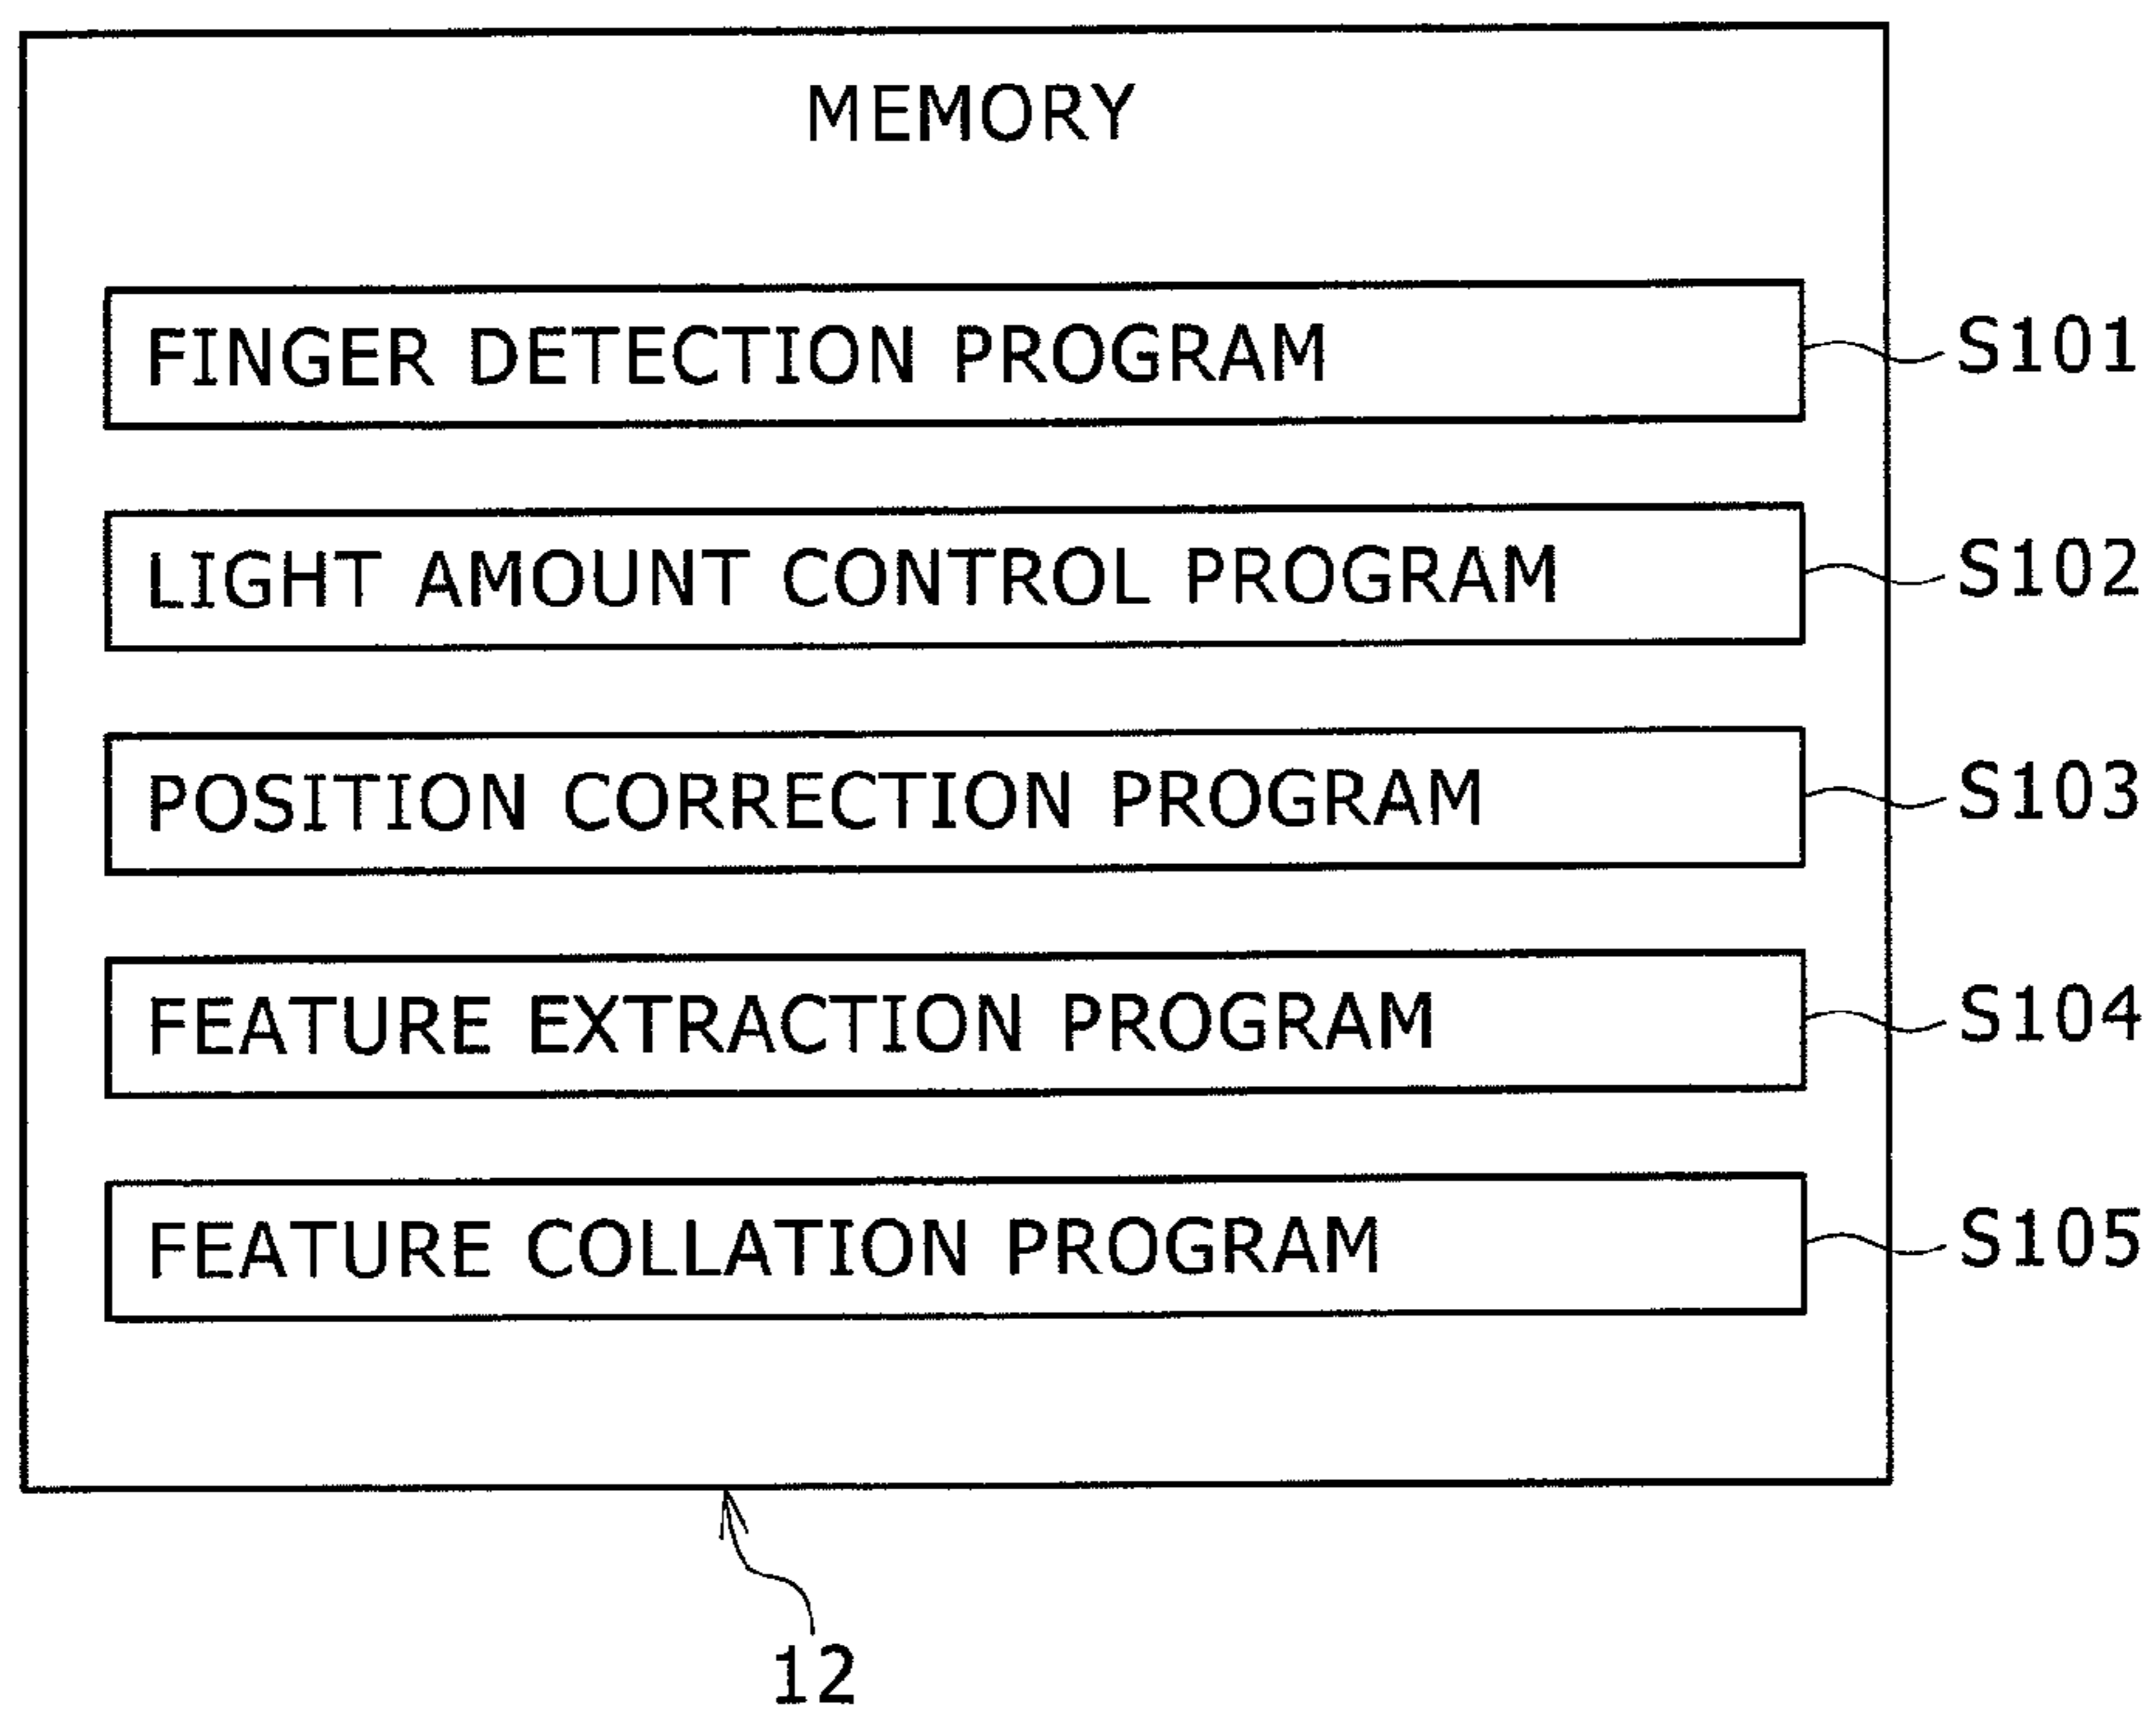 MEMORY
FINGER DETECTION PROGRAM S101
LIGHT AMOUNT CONTROL PROGRAM S102
POSITION CORRECTION PROGRAM S103
FEATURE EXTRACTION PROGRAM S104
FEATURE COLLATION PROGRAM S105
12